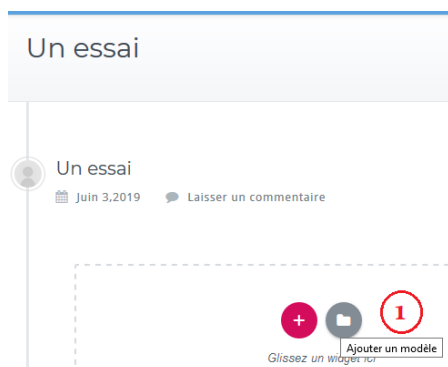 Un essai
Un essai
Juin 3,2019 Laisser un commentaire
1
Ajouter un modèle
Glissez un widget ici